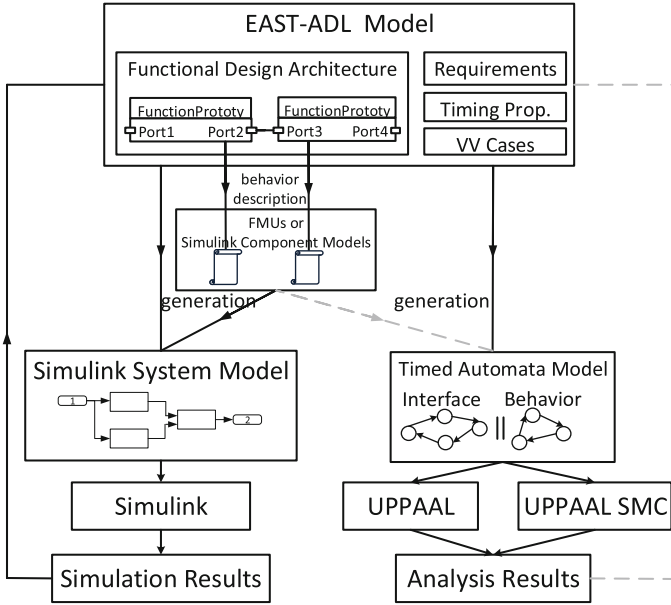 EAST-ADL Model
Functional Design Architecture
Requirements
FunctionPrototy
FunctionPrototy
Timing Prop.
Port1
Port2
Port3
Port4
VV Cases
behavior
description
FMUs or
Simulink Component Models
generation
generation
Simulink System Model
Timed Automata Model
Interface
Behavior
1
2
Simulink
UPPAAL
UPPAAL SMC
Simulation Results
Analysis Results